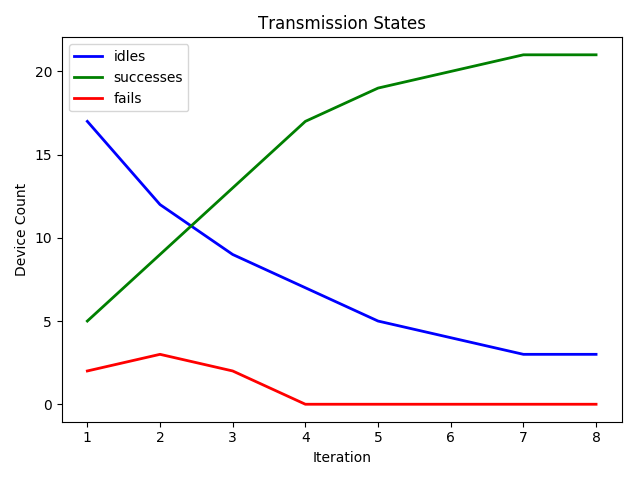 Transmission States
idles
successes
fails
20
15
10
5
0
Device Count
1 2 3 4 5 6 7 8
Iteration